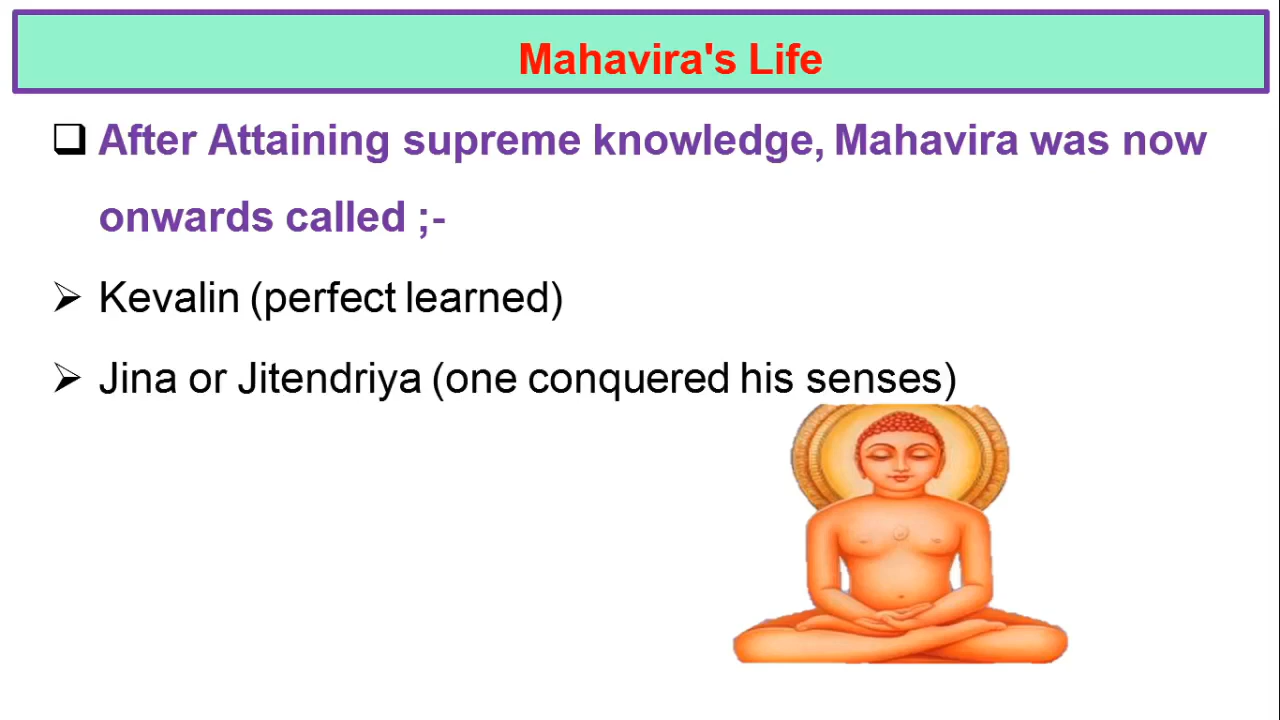 Mahavira's Life
After Attaining supreme knowledge, Mahavira was now
onwards called ;-
Kevalin (perfect learned)
Jina or Jitendriya (one conquered his senses)